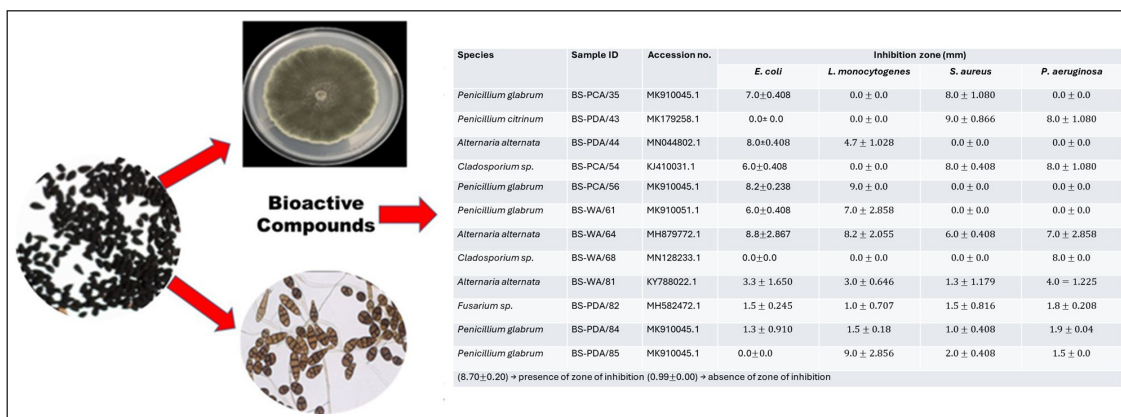 Bioactive
Compounds
Species Sample ID Accession no. Inhibition zone (mm)
E. coli L. monocytogenes S. aureus P. aeruginosa
Penicillium glabrum BS-PCA/35 MK910045.1 7.0±0.408 0.0 ± 0.0 8.0 ± 1.080 0.0 ± 0.0
Penicillium citrinum BS-PDA/43 MK179258.1 0.0± 0.0 0.0 ± 0.0 9.0 ± 0.866 8.0 ± 1.080
Alternaria alternata BS-PDA/44 MN044802.1 8.0±0.408 4.7 ± 1.028 0.0 ± 0.0 0.0 ± 0.0
Cladosporium sp. BS-PCA/54 KJ410031.1 6.0±0.408 0.0 ± 0.0 8.0 ± 0.408 8.0 ± 1.080
Penicillium glabrum BS-PCA/56 MK910045.1 8.2±0.238 9.0 ± 0.0 0.0 ± 0.0 0.0 ± 0.0
Penicillium glabrum BS-WA/61 MK910051.1 6.0±0.408 7.0 ± 2.858 0.0 ± 0.0 0.0 ± 0.0
Alternaria alternata BS-WA/64 MH879772.1 8.8±2.867 8.2 ± 2.055 6.0 ± 0.408 7.0 ± 2.858
Cladosporium sp. BS-WA/68 MN128233.1 0.0±0.0 0.0 ± 0.0 0.0 ± 0.0 8.0 ± 0.0
Alternaria alternata BS-WA/81 KY788022.1 3.3 ± 1.650 3.0 ± 0.646 1.3 ± 1.179 4.0 = 1.225
Fusarium sp. BS-PDA/82 MH582472.1 1.5 ± 0.245 1.0 ± 0.707 1.5 ± 0.816 1.8 ± 0.208
Penicillium glabrum BS-PDA/84 MK910045.1 1.3 ± 0.910 1.5 ± 0.18 1.0 ± 0.408 1.9 ± 0.04
Penicillium glabrum BS-PDA/85 MK910045.1 0.0±0.0 9.0 ± 2.856 2.0 ± 0.408 1.5 ± 0.0
(8.70±0.20) → presence of zone of inhibition (0.99±0.00) → absence of zone of inhibition